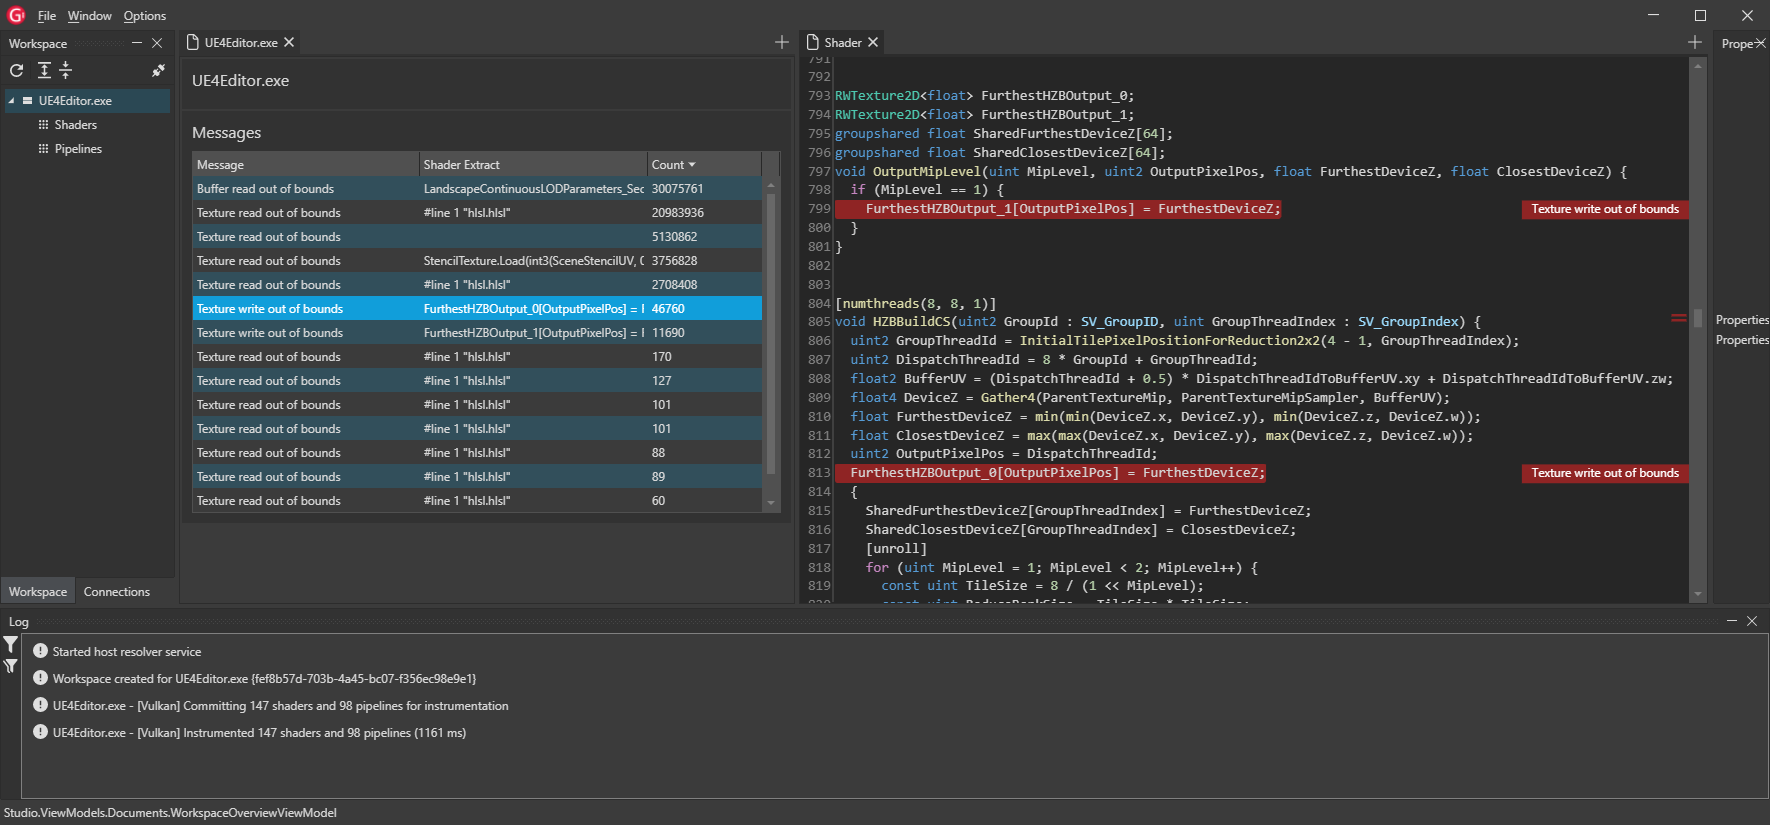 Gi File Window Options
Workspace
UE4Editor.exe
Shaders
Pipelines
Workspace Connections
UE4Editor.exe
UE4Editor.exe
Messages
Message Shader Extract Count
Buffer read out of bounds LandscapeContinuousLODParameters_Sec 30075761
Texture read out of bounds #line 1 "hlsl.hlsl" 20983936
Texture read out of bounds 5130862
Texture read out of bounds StencilTexture.Load(int3(SceneStencilUV, 0 3756828
Texture read out of bounds #line 1 "hlsl.hlsl" 2708408
Texture write out of bounds FurthestHZBOutput_0[OutputPixelPos] = F 46760
Texture write out of bounds FurthestHZBOutput_1[OutputPixelPos] = F 11690
Texture read out of bounds #line 1 "hlsl.hlsl" 170
Texture read out of bounds #line 1 "hlsl.hlsl" 127
Texture read out of bounds #line 1 "hlsl.hlsl" 101
Texture read out of bounds #line 1 "hlsl.hlsl" 101
Texture read out of bounds #line 1 "hlsl.hlsl" 88
Texture read out of bounds #line 1 "hlsl.hlsl" 89
Texture read out of bounds #line 1 "hlsl.hlsl" 60
Shader
791
792
793 RWTexture2D<float> FurthestHZBOutput_0;
794 RWTexture2D<float> FurthestHZBOutput_1;
795 groupshared float SharedFurthestDeviceZ[64];
796 groupshared float SharedClosestDeviceZ[64];
797 void OutputMipLevel(uint MipLevel, uint2 OutputPixelPos, float FurthestDeviceZ, float ClosestDeviceZ) {
798 if (MipLevel == 1) {
799 FurthestHZBOutput_1[OutputPixelPos] = FurthestDeviceZ; Texture write out of bounds
800 }
801 }
802
803
804 [numthreads(8, 8, 1)]
805 void HZBBuildCS(uint2 GroupId : SV_GroupID, uint GroupThreadIndex : SV_GroupIndex) {
806 uint2 GroupThreadId = InitialTilePixelPositionForReduction2x2(4 - 1, GroupThreadIndex);
807 uint2 DispatchThreadId = 8 * GroupId + GroupThreadId;
808 float2 BufferUV = (DispatchThreadId + 0.5) * DispatchThreadIdToBufferUV.xy + DispatchThreadIdToBufferUV.zw;
809 float4 DeviceZ = Gather4(ParentTextureMip, ParentTextureMipSampler, BufferUV);
810 float FurthestDeviceZ = min(min(DeviceZ.x, DeviceZ.y), min(DeviceZ.z, DeviceZ.w));
811 float ClosestDeviceZ = max(max(DeviceZ.x, DeviceZ.y), max(DeviceZ.z, DeviceZ.w));
812 uint2 OutputPixelPos = DispatchThreadId;
813 FurthestHZBOutput_0[OutputPixelPos] = FurthestDeviceZ; Texture write out of bounds
814 {
815 SharedFurthestDeviceZ[GroupThreadIndex] = FurthestDeviceZ;
816 SharedClosestDeviceZ[GroupThreadIndex] = ClosestDeviceZ;
817 [unroll]
818 for (uint MipLevel = 1; MipLevel < 2; MipLevel++) {
819 const uint TileSize = 8 / (1 << MipLevel);
820 const uint ReduceBankSize = TileSize * TileSize;
Prope
Properties
Properties
Log
Started host resolver service
Workspace created for UE4Editor.exe {fef8b57d-703b-4a45-bc07-f356ec98e9e1}
UE4Editor.exe - [Vulkan] Committing 147 shaders and 98 pipelines for instrumentation
UE4Editor.exe - [Vulkan] Instrumented 147 shaders and 98 pipelines (1161 ms)
Studio.ViewModels.Documents.WorkspaceOverviewViewModel